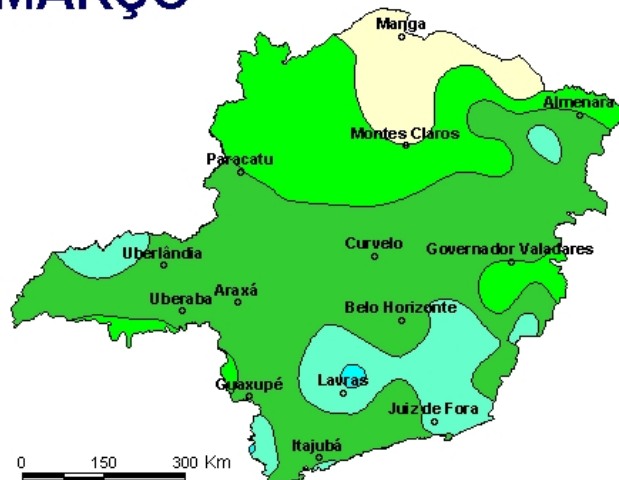 MARÇO
Manga
Almenara
Montes Claros
Paracatu
Curvelo
Governador Valadares
Uberlândia
Araxá
Uberaba
Belo Horizonte
Lavras
Guaxupé
Juiz de Fora
Itajubá
0 150 300 Km